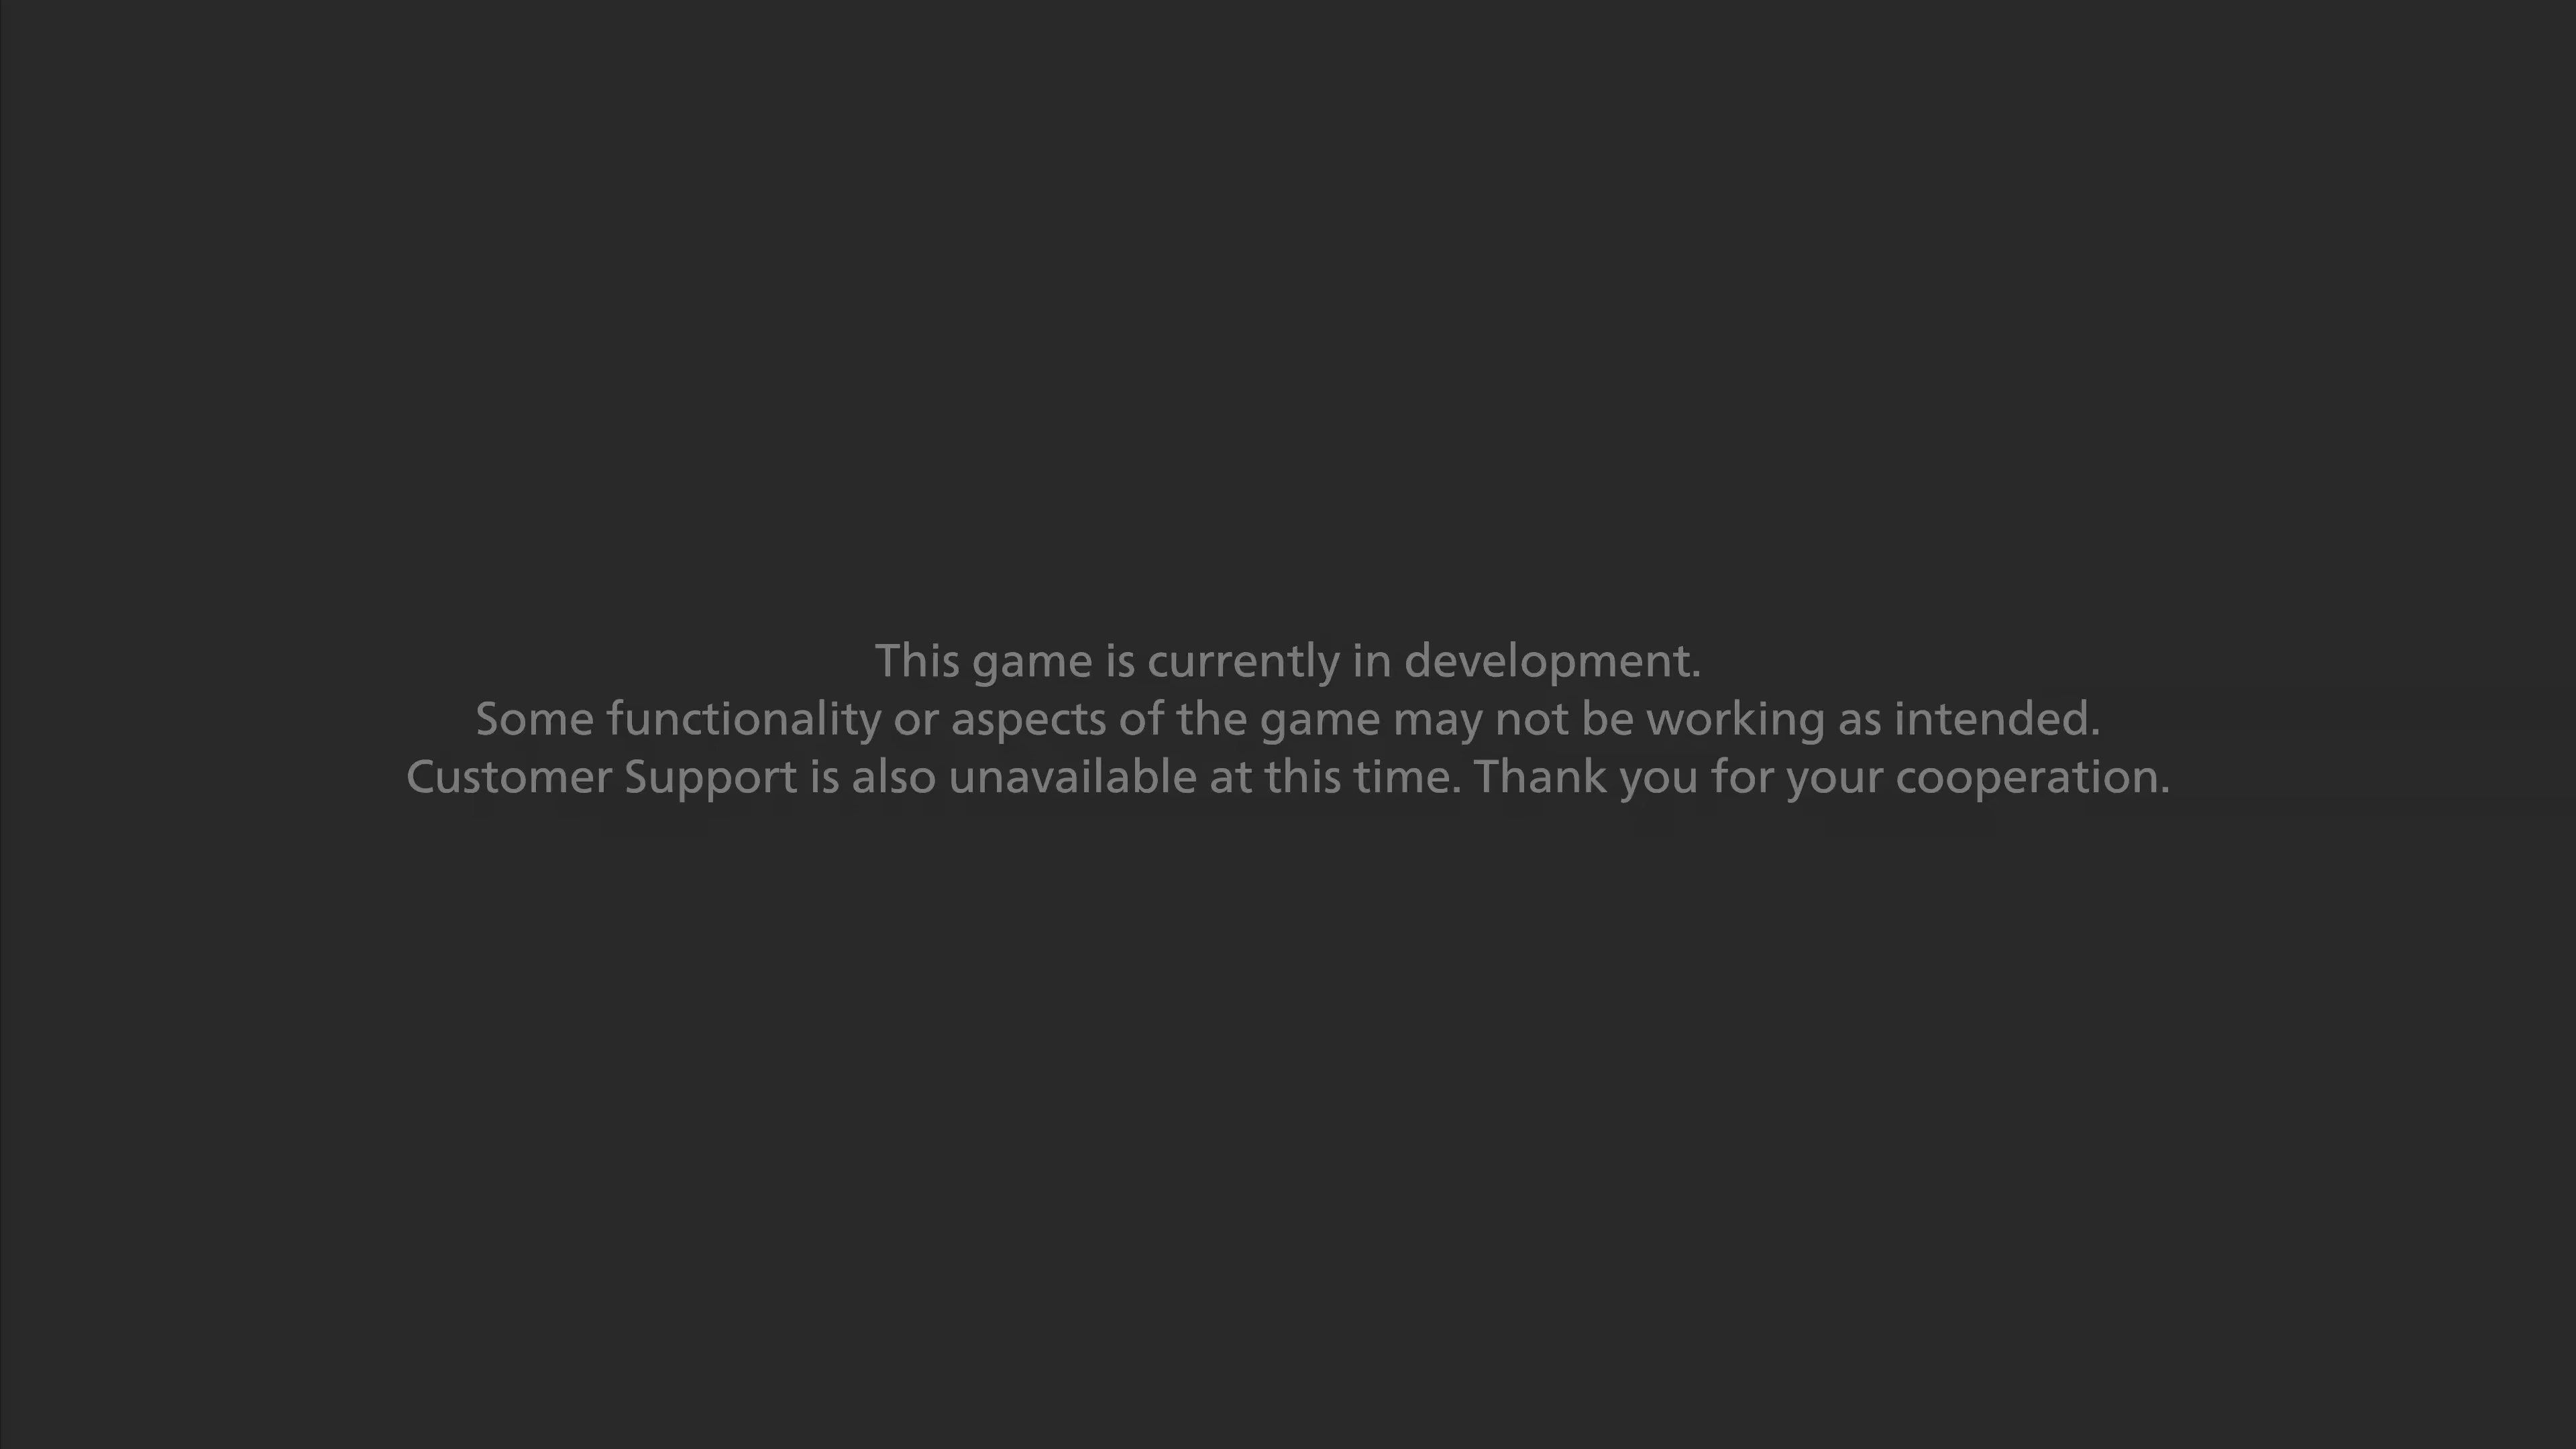 This game is currently in development.
Some functionality or aspects of the game may not be working as intended.
Customer Support is also unavailable at this time. Thank you for your cooperation.